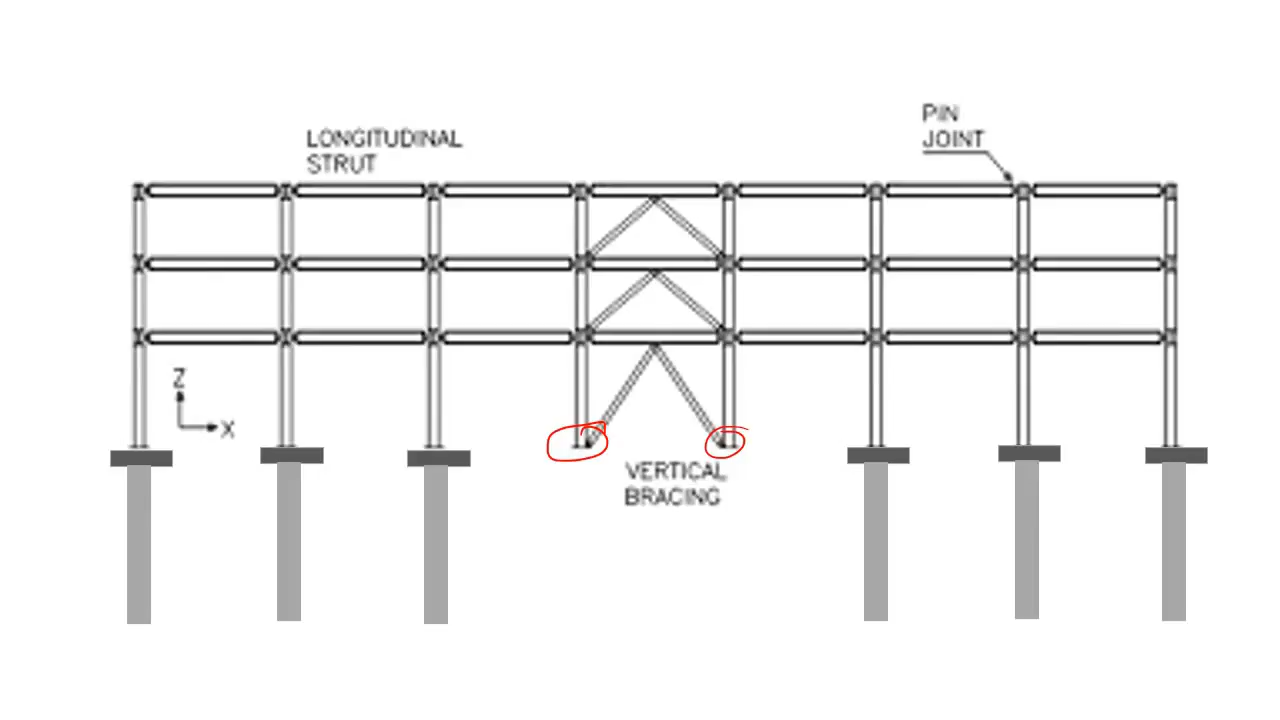 PIN
JOINT
LONGITUDINAL
STRUT
Z
X
VERTICAL
BRACING